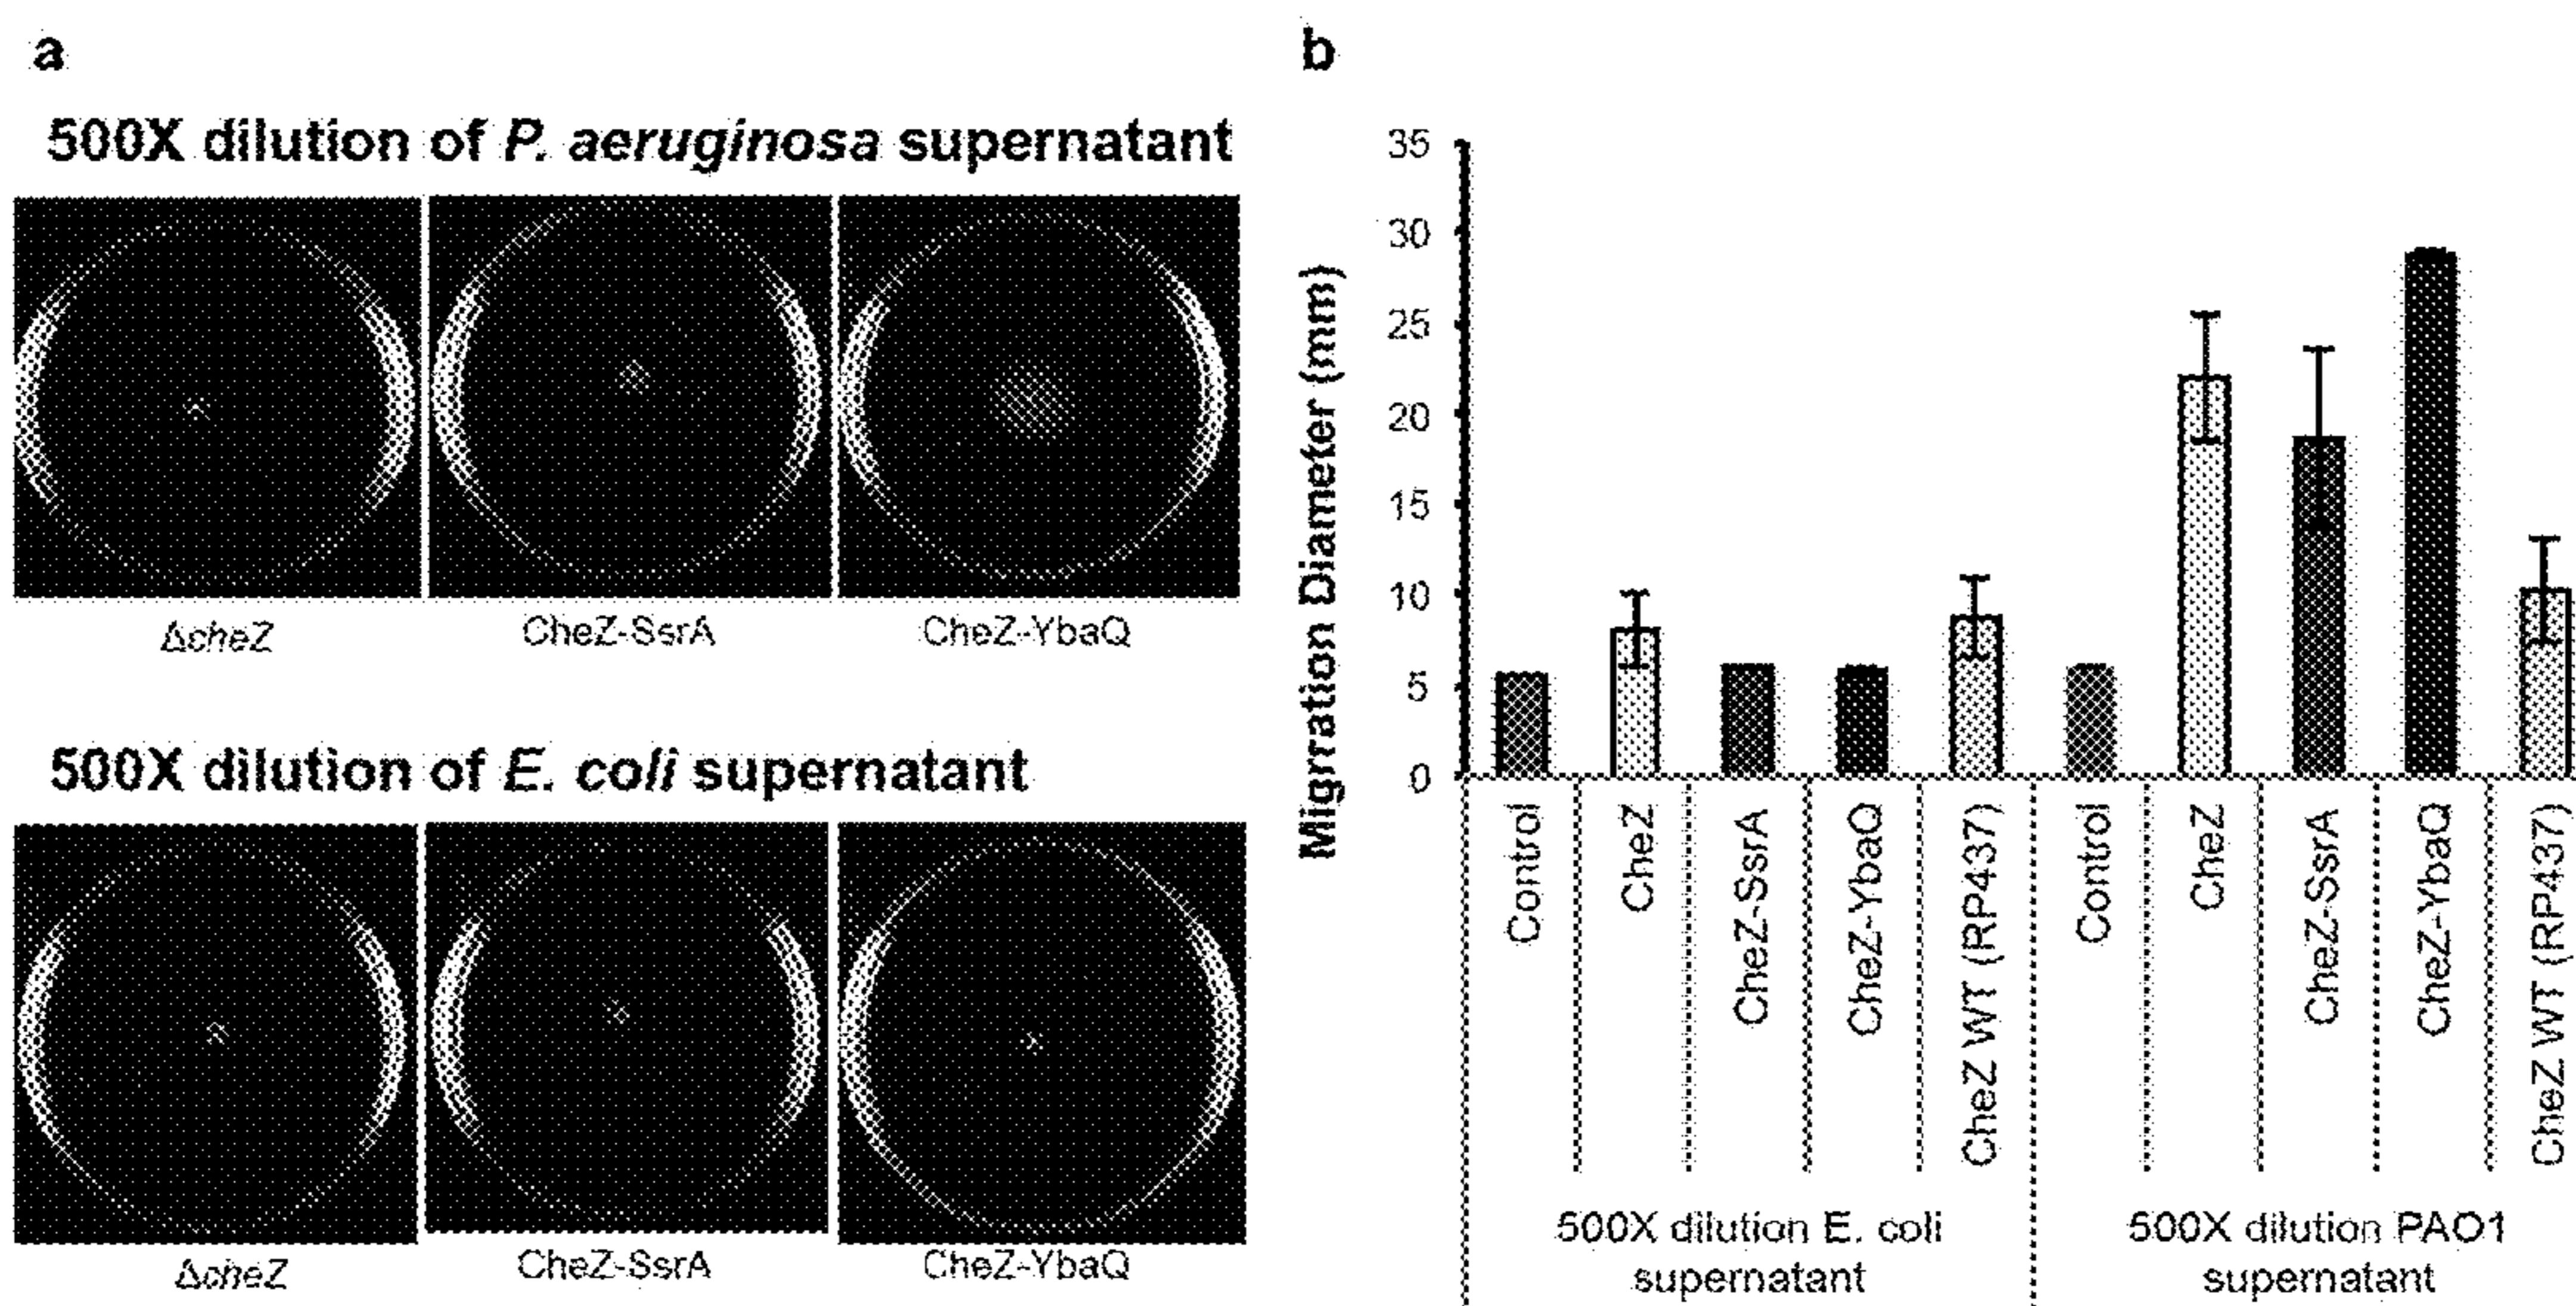 a
500X dilution of P. aeruginosa supernatant
ΔcheZ
CheZ-SsrA
CheZ-YbaQ
500X dilution of E. coli supernatant
ΔcheZ
CheZ-SsrA
CheZ-YbaQ
b
Migrration Diameter (mm)
35
30
25
20
15
10
5
0
Control
CheZ
CheZ-SsrA
CheZ-YbaQ
CheZ WT (RP437)
Control
CheZ
CheZ-SsrA
CheZ-YbaQ
CheZ WT (RP437)
500X dilution E. coli
supernatant
500X dilution PAO1
supernatant